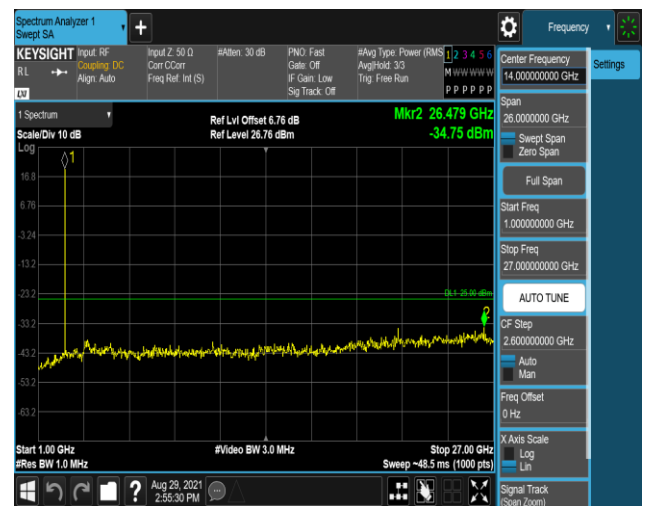 Spectrum Analyzer 1
Swept SA
Frequency
KEYSIGHT
RL
LXI
Input: RF
Coupling: DC
Align: Auto
Input Z: 50 Ω
Corr CCorr
Freq Ref: Int (S)
#Atten: 30 dB
PNO: Fast
Gate: Off
IF Gain: Low
Sig Track: Off
#Avg Type: Power (RMS
Avg|Hold: 3/3
Trig: Free Run
1 2 3 4 5 6
M W W W W W
P P P P P P
Center Frequency
14.000000000 GHz
Settings
1 Spectrum
Scale/Div 10 dB
Log
Ref Lvl Offset 6.76 dB
Ref Level 26.76 dBm
Mkr2 26.479 GHz
-34.75 dBm
Span
26.0000000 GHz
Swept Span
Zero Span
Full Span
Start Freq
1.000000000 GHz
Stop Freq
27.000000000 GHz
AUTO TUNE
CF Step
2.600000000 GHz
Auto
Man
Freq Offset
0 Hz
X Axis Scale
Log
Lin
Signal Track
(Span Zoom)
1
16.8
6.76
-3.24
-13.2
-23.2
DL1 -25.00 dBm
2
-33.2
-43.2
-53.2
-63.2
Start 1.00 GHz
#Res BW 1.0 MHz
#Video BW 3.0 MHz
Stop 27.00 GHz
Sweep ~48.5 ms (1000 pts)
?
Aug 29, 2021
2:55:30 PM